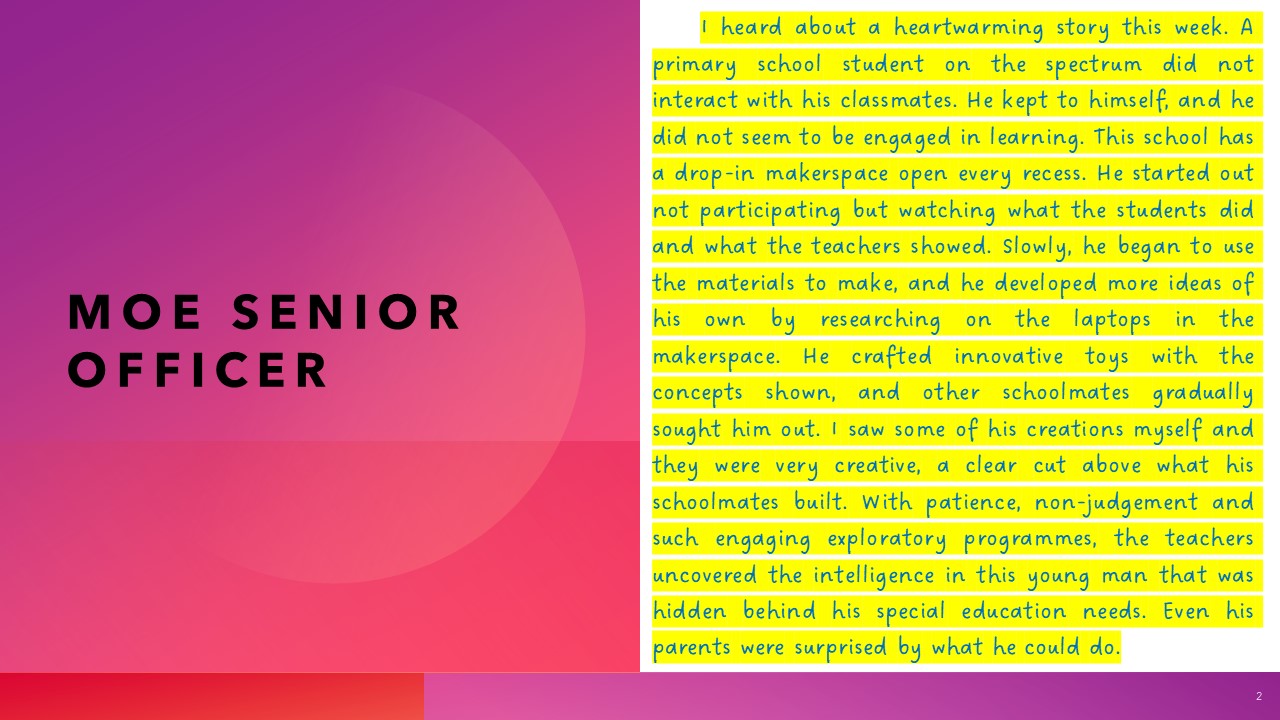 MOE SENIOR
OFFICER
I heard about a heartwarming story this week. A
primary school student on the spectrum did not
interact with his classmates. He kept to himself, and he
did not seem to be engaged in learning. This school has
a drop-in makerspace open every recess. He started out
not participating but watching what the students did
and what the teachers showed. Slowly, he began to use
the materials to make, and he developed more ideas of
his own by researching on the laptops in the
makerspace. He crafted innovative toys with the
concepts shown, and other schoolmates gradually
sought him out. I saw some of his creations myself and
they were very creative, a clear cut above what his
schoolmates built. With patience, non-judgement and
such engaging exploratory programmes, the teachers
uncovered the intelligence in this young man that was
hidden behind his special education needs. Even his
parents were surprised by what he could do.
2